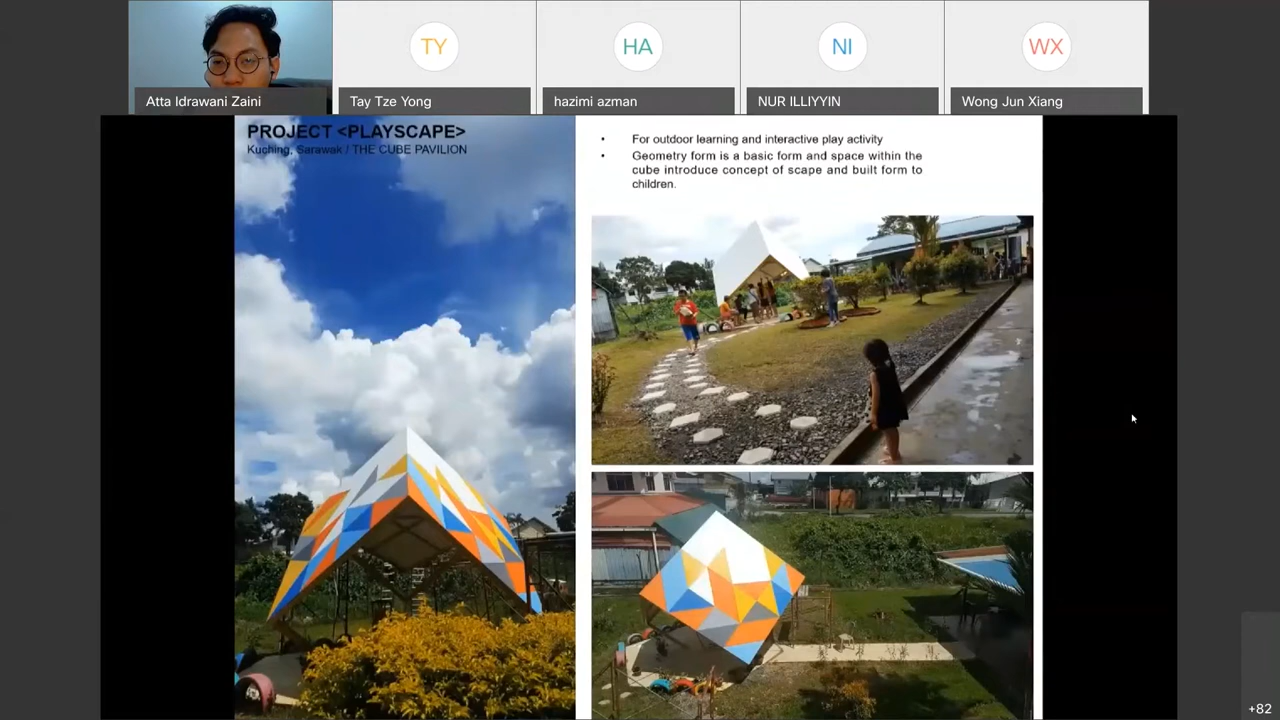 TY
HA
NI
WX
Atta Idrawani Zaini
Tay Tze Yong
hazimi azman
NUR ILLIYYIN
Wong Jun Xiang
PROJECT <PLAYSCAPE>
Kuching, Sarawak / THE CUBE PAVILION
• For outdoor learning and interactive play activity
• Geometry form is a basic form and space within the
cube introduce concept of scape and built form to
children.
+82